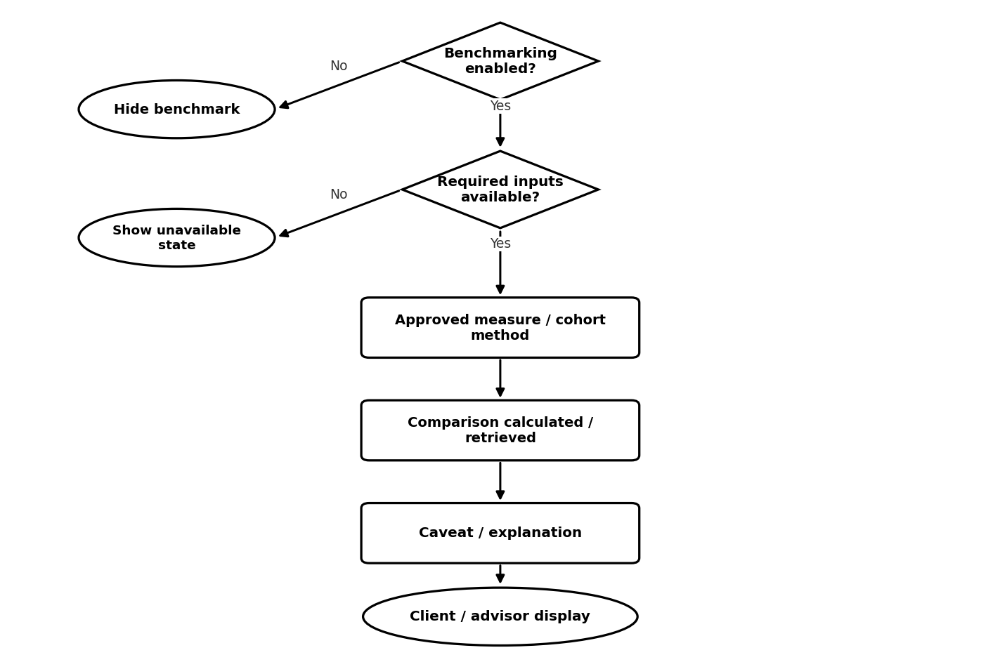 Benchmarking
enabled?
No
Hide benchmark
Yes
Required inputs
available?
No
Show unavailable
state
Yes
Approved measure / cohort
method
Comparison calculated /
retrieved
Caveat / explanation
Client / advisor display